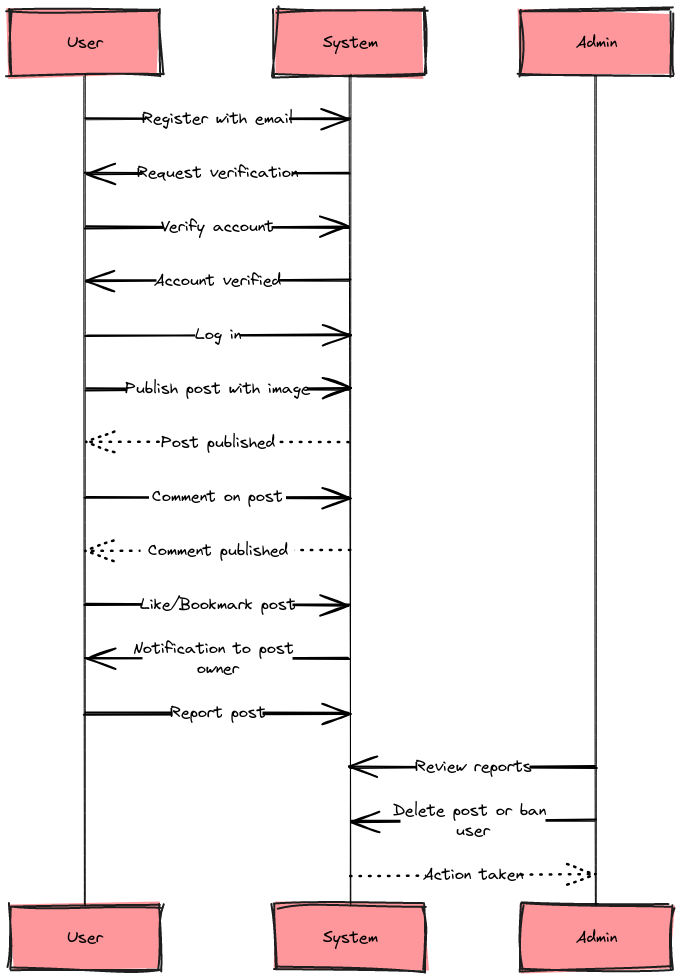 User
System
Admin
Register with email
Request verification
Verify account
Account verified
Log in
Publish post with image
Post published
Comment on post
Comment published
Like/Bookmark post
Notification to post
owner
Report post
Review reports
Delete post or ban
user
Action taken
User
System
Admin